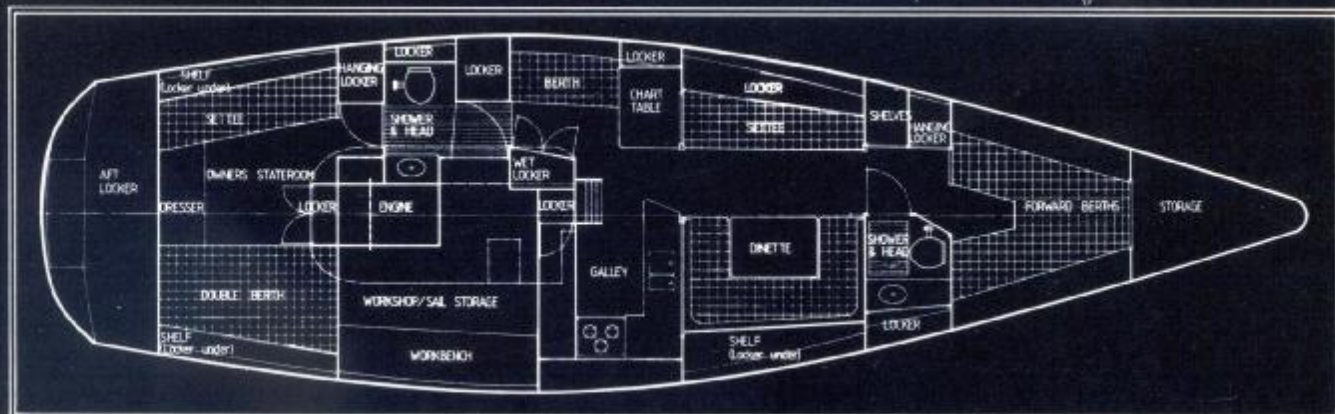 LOCKER
HANGING
LOCKER
LOCKER
BERTH
LOCKER
SHELF
(Locker under)
SETTEE
CHART
TABLE
LOCKER
SETTEE
SHOWER
& HEAD
SHELVES
HANGING
LOCKER
WET
LOCKER
AFT
LOCKER
OWNERS STATEROOM
DRESSER
LOCKER
ENGINE
LOCKER
FORWARD BERTHS
STORAGE
SHOWER
& HEAD
DINETTE
GALLEY
DOUBLE BERTH
WORKSHOP/SAIL STORAGE
LOCKER
SHELF
(Locker under)
WORKBENCH
SHELF
(Locker under)